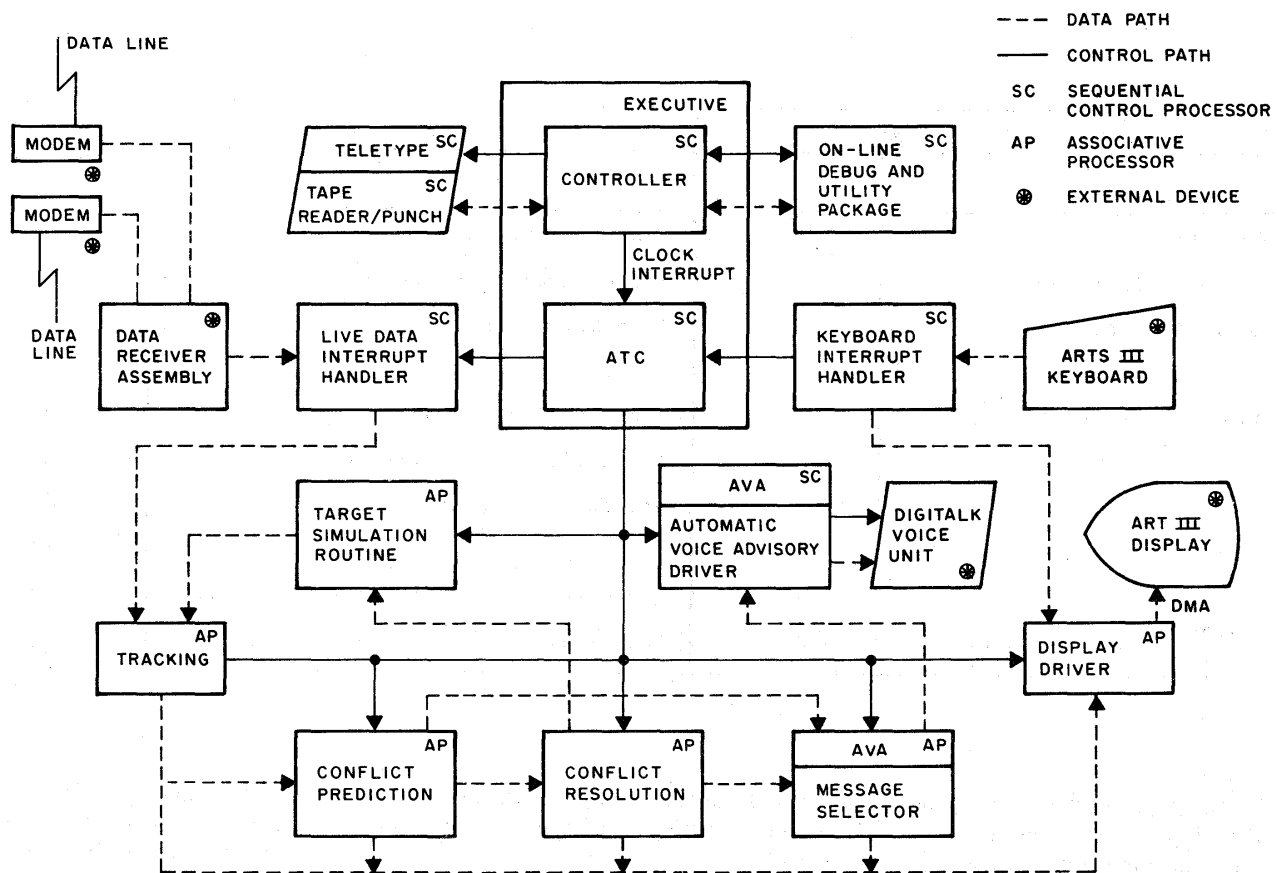 DATA LINE
MODEM
MODEM
DATA
LINE
DATA
RECEIVER
ASSEMBLY
--- DATA PATH
— CONTROL PATH
SC SEQUENTIAL
CONTROL PROCESSOR
AP ASSOCIATIVE
PROCESSOR
EXTERNAL DEVICE
EXECUTIVE
SC
TELETYPE
SC
TAPE
READER/PUNCH
SC
CONTROLLER
SC
ON-LINE
DEBUG AND
UTILITY
PACKAGE
CLOCK
INTERRUPT
SC
LIVE DATA
INTERRUPT
HANDLER
SC
ATC
SC
KEYBOARD
INTERRUPT
HANDLER
ARTS III
KEYBOARD
AP
TARGET
SIMULATION
ROUTINE
SC
AVA
AUTOMATIC
VOICE ADVISORY
DRIVER
DIGITALK
VOICE
UNIT
ART III
DISPLAY
DMA
AP
TRACKING
AP
DISPLAY
DRIVER
AP
CONFLICT
PREDICTION
AP
CONFLICT
RESOLUTION
AVA AP
MESSAGE
SELECTOR